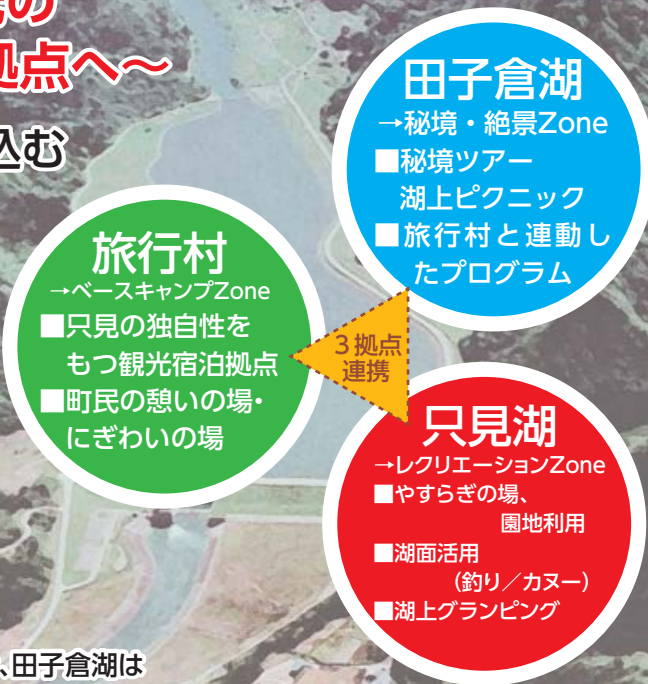 の
拠点へ～
込む
田子倉湖
→秘境・絶景Zone
■秘境ツアー
湖上ピクニック
■旅行村と連動し
たプログラム
旅行村
→ベースキャンプZone
■只見の独自性を
もつ観光宿泊拠点
■町民の憩いの場・
にぎわいの場
3拠点
連携
只見湖
→レクリエーションZone
■やすらぎの場、
園地利用
■湖面活用
(釣り／カヌー)
■湖上グランピング
、田子倉湖は